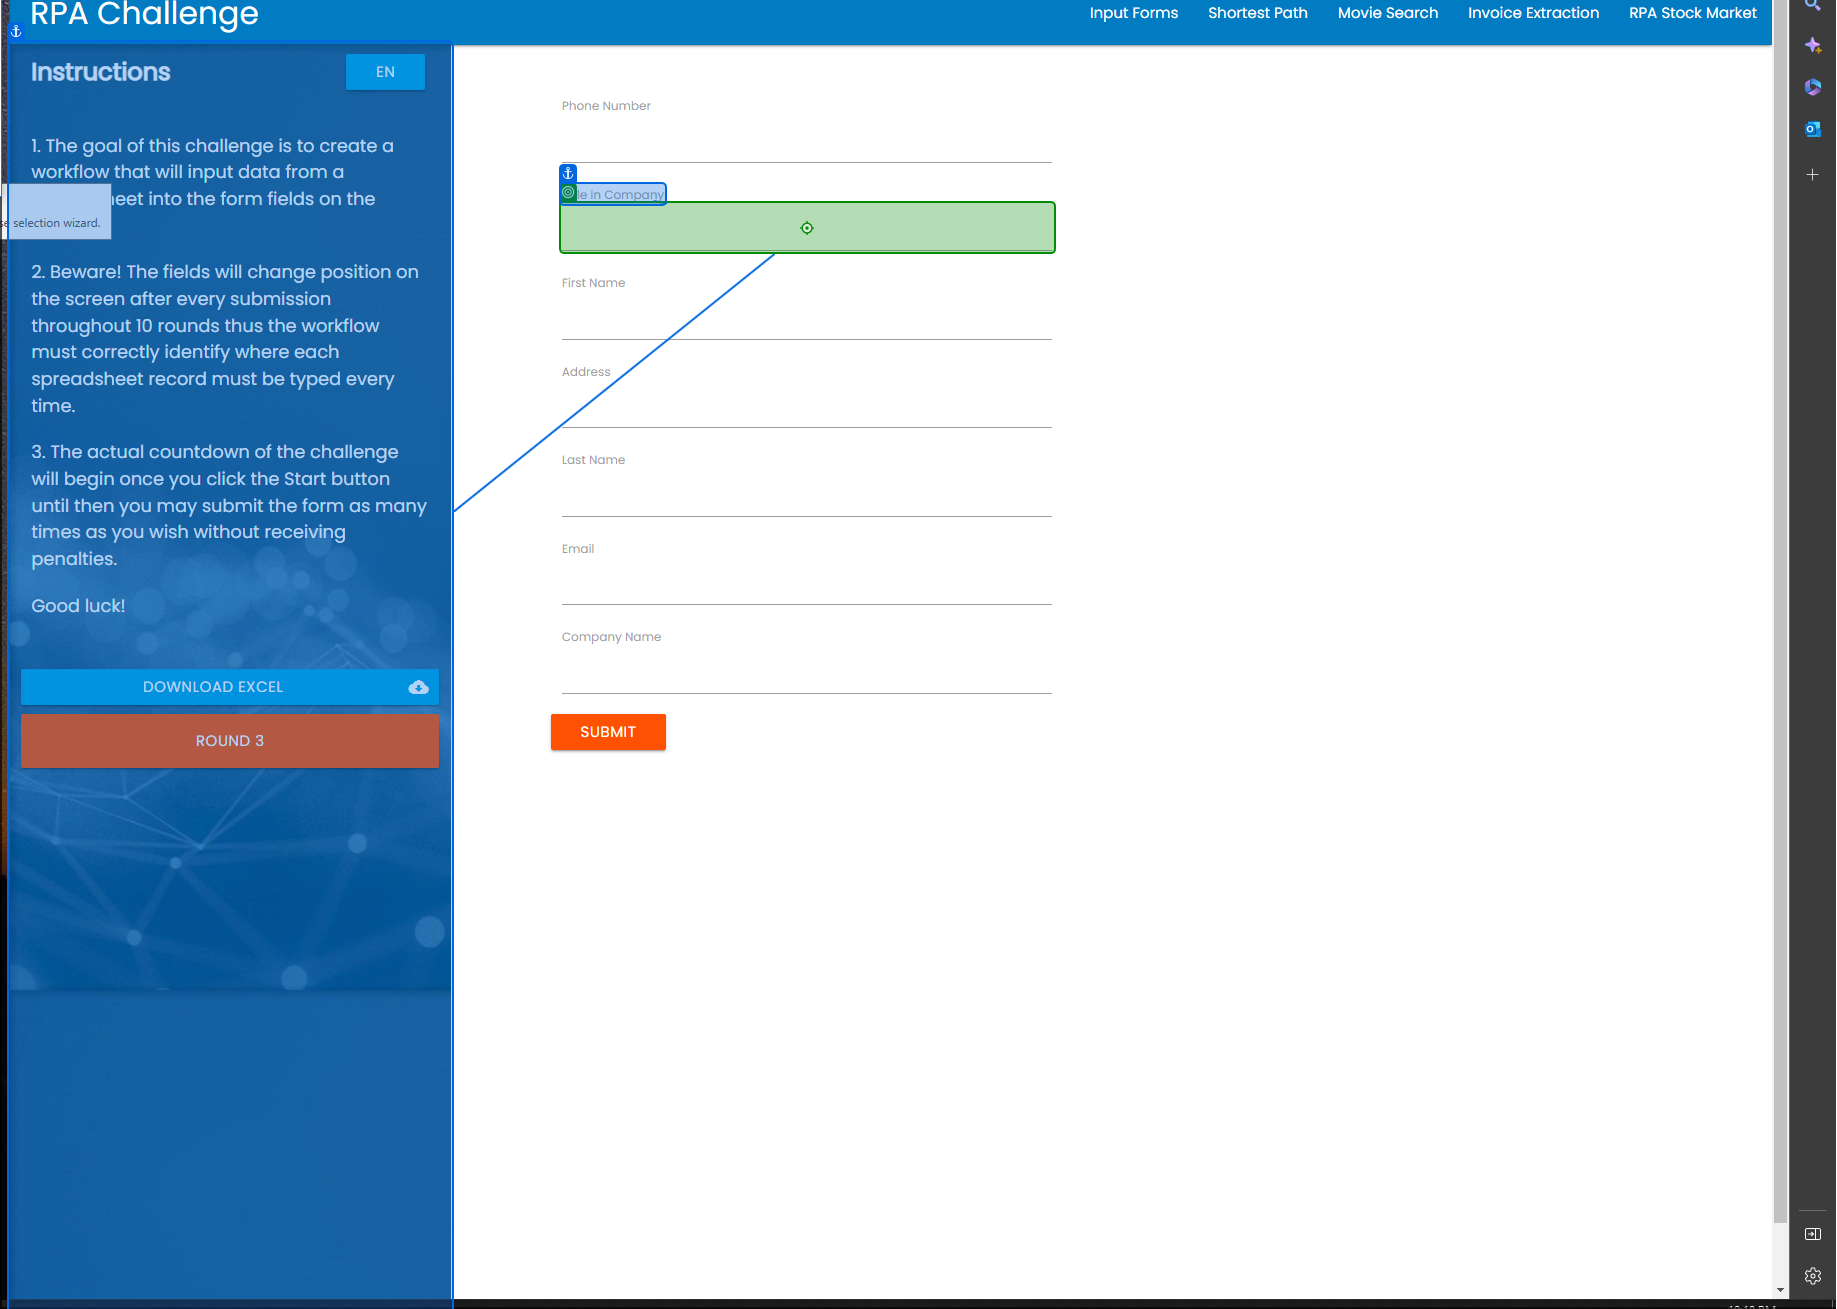 RPA Challenge
Input Forms Shortest Path Movie Search Invoice Extraction RPA Stock Market
Instructions
EN
1. The goal of this challenge is to create a
workflow that will input data from a
into the form fields on the
selection wizard.
2. Beware! The fields will change position on
the screen after every submission
throughout 10 rounds thus the workflow
must correctly identify where each
spreadsheet record must be typed every
time.
3. The actual countdown of the challenge
will begin once you click the Start button
until then you may submit the form as many
times as you wish without receiving
penalties.
Good luck!
DOWNLOAD EXCEL
ROUND 3
Phone Number
in Company
First Name
Address
Last Name
Email
Company Name
SUBMIT